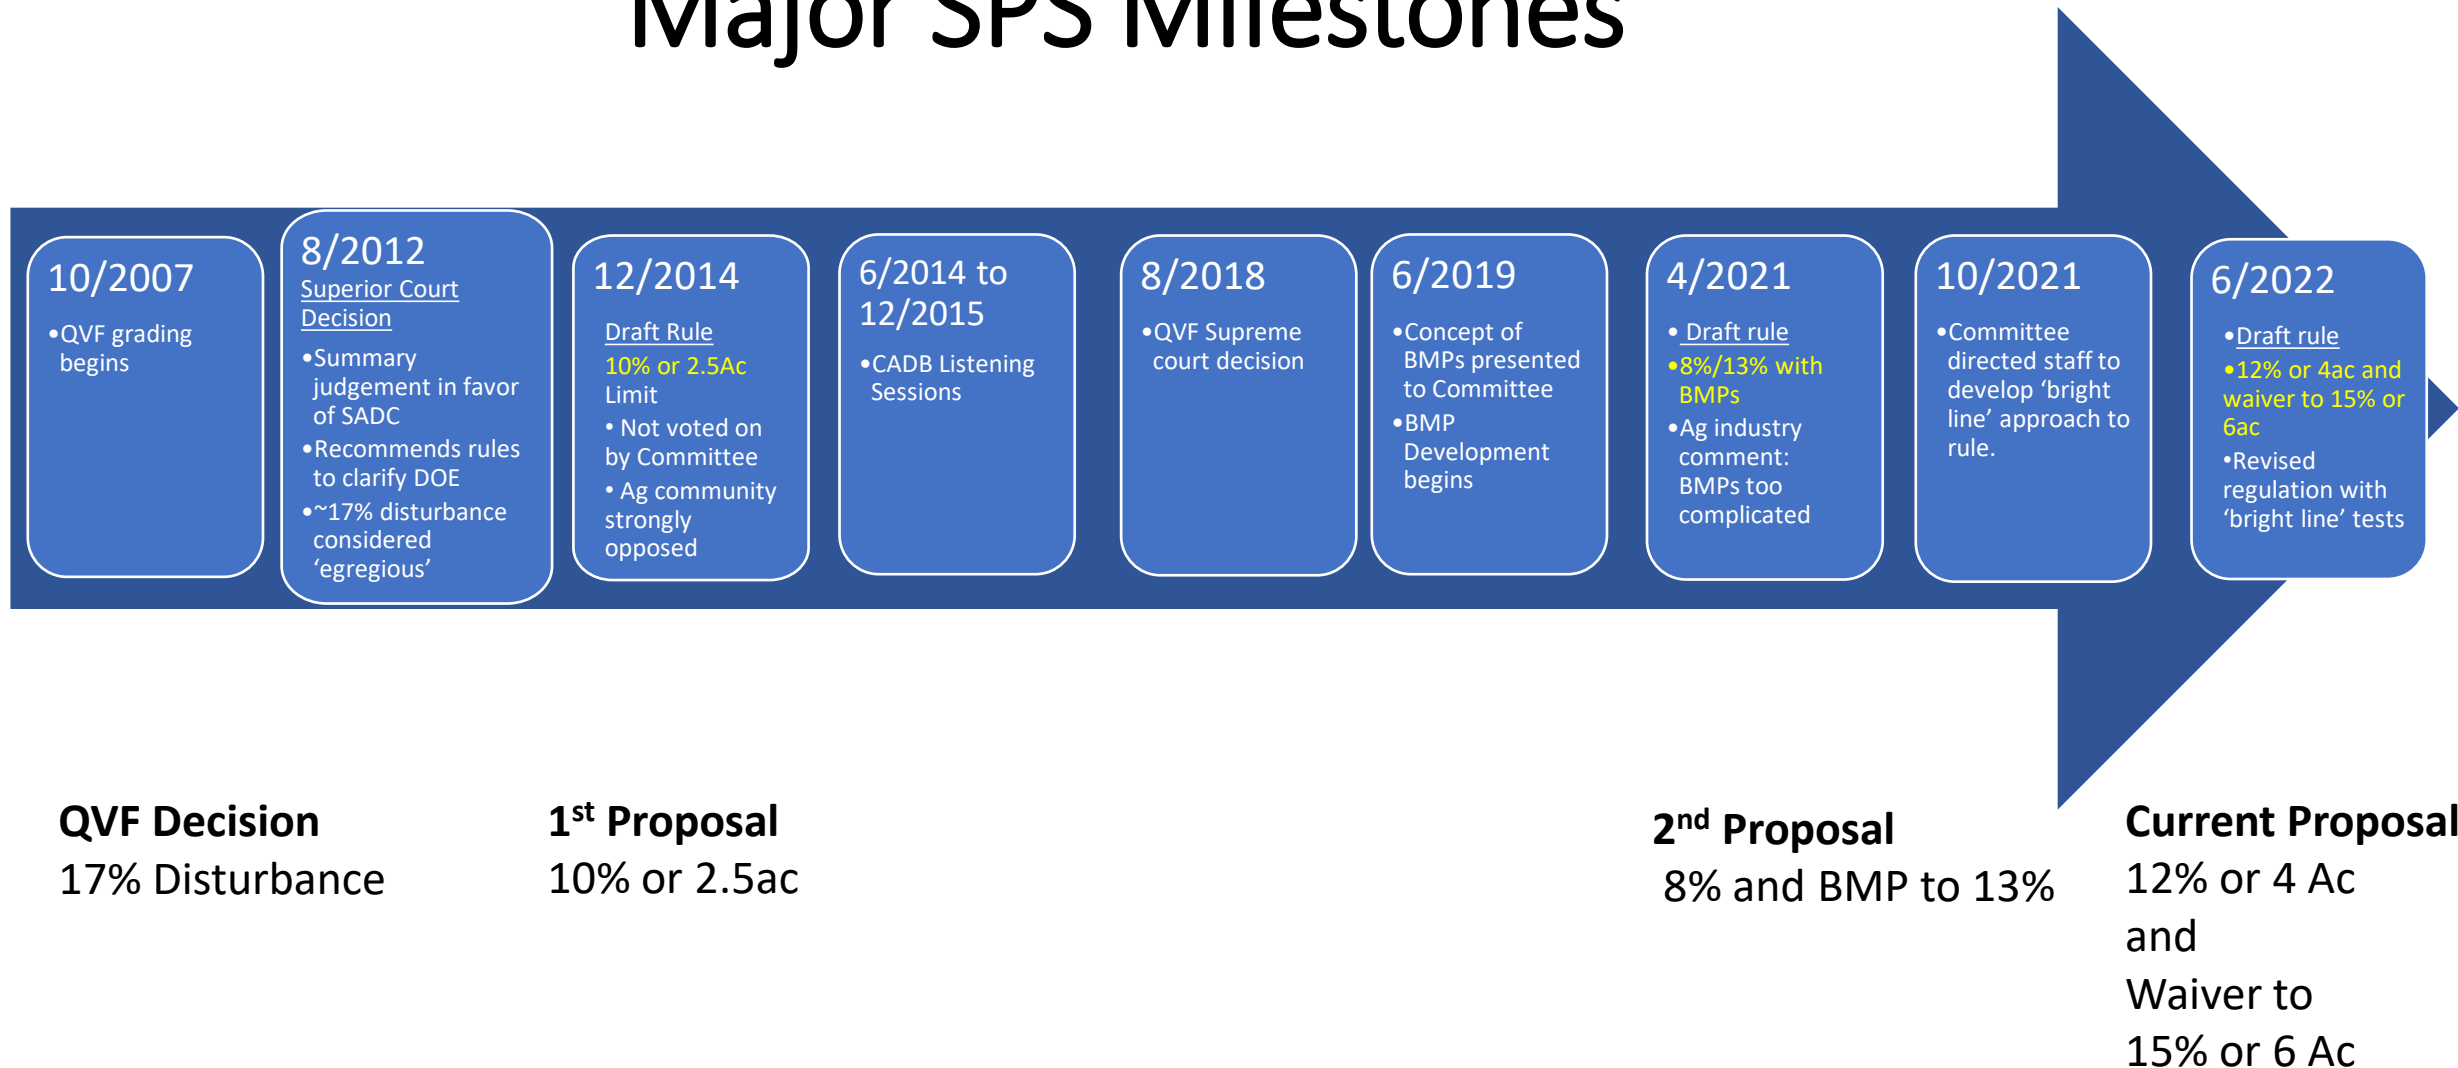 Major SPS Milestones
10/2007
•QVF grading
begins
8/2012
Superior Court
Decision
•Summary
judgement in favor
of SADC
•Recommends rules
to clarify DOE
•~17% disturbance
considered
‘egregious’
12/2014
Draft Rule
10% or 2.5Ac
Limit
• Not voted on
by Committee
• Ag community
strongly
opposed
6/2014 to
12/2015
•CADB Listening
Sessions
8/2018
•QVF Supreme
court decision
6/2019
•Concept of
BMPs presented
to Committee
•BMP
Development
begins
4/2021
• Draft rule
•8%/13% with
BMPs
•Ag industry
comment:
BMPs too
complicated
10/2021
•Committee
directed staff to
develop ‘bright
line’ approach to
rule.
6/2022
•Draft rule
•12% or 4ac and
waiver to 15% or
6ac
•Revised
regulation with
‘bright line’ tests
QVF Decision
17% Disturbance
1st Proposal
10% or 2.5ac
2nd Proposal
8% and BMP to 13%
Current Proposal
12% or 4 Ac
and
Waiver to
15% or 6 Ac